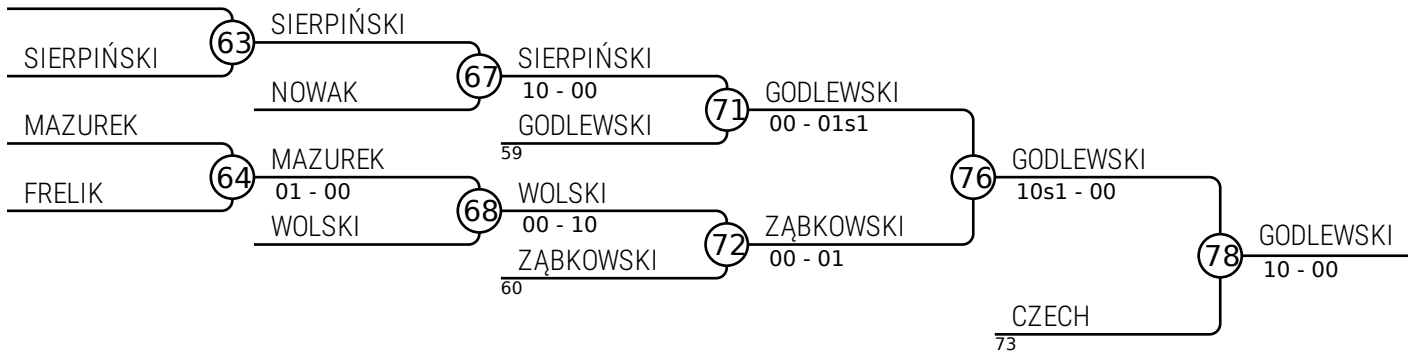 63
SIERPIŃSKI
SIERPIŃSKI
67
SIERPIŃSKI
10 - 00
NOWAK
71
GODLEWSKI
00 - 01s1
MAZUREK
GODLEWSKI
59
64
MAZUREK
01 - 00
76
GODLEWSKI
10s1 - 00
FRELIK
68
WOLSKI
00 - 10
WOLSKI
72
ZĄBKOWSKI
00 - 01
78
GODLEWSKI
10 - 00
ZĄBKOWSKI
60
CZECH
73